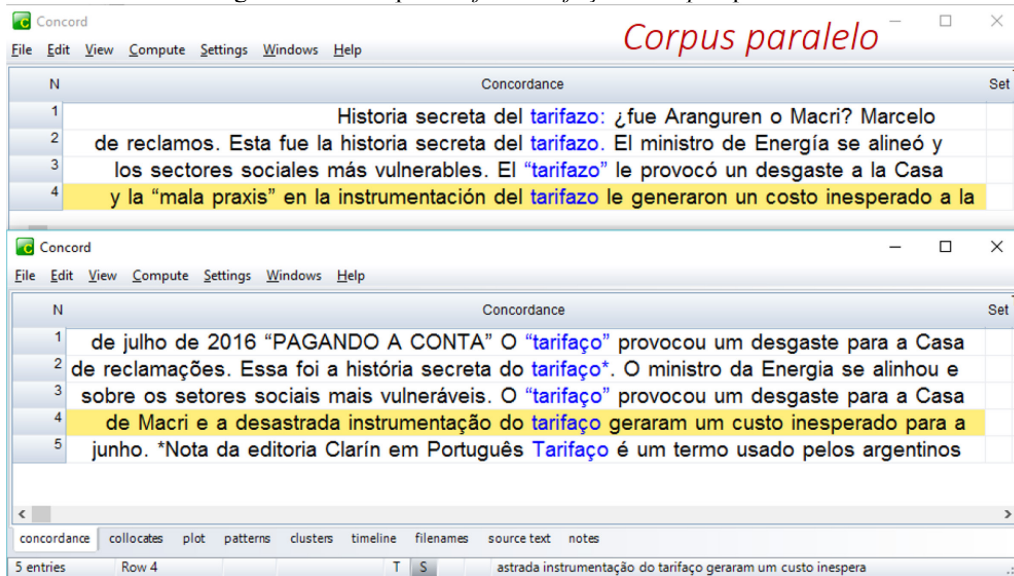 Concord
Corpus paralelo
File Edit View Compute Settings Windows Help
N Concordance Set
1 Historia secreta del tarifazo: ¿fue Aranguren o Macri? Marcelo
2 de reclamos. Esta fue la historia secreta del tarifazo. El ministro de Energía se alineó y
3 los sectores sociales más vulnerables. El “tarifazo” le provocó un desgaste a la Casa
4 y la “mala praxis” en la instrumentación del tarifazo le generaron un costo inesperado a la
Concord
File Edit View Compute Settings Windows Help
N Concordance Set
1 de julho de 2016 “PAGANDO A CONTA” O “tarifaço” provocou um desgaste para a Casa
2 de reclamações. Essa foi a história secreta do tarifaço*. O ministro da Energia se alinhou e
3 sobre os setores sociais mais vulneráveis. O “tarifaço” provocou um desgaste para a Casa
4 de Macri e a desastrada instrumentação do tarifaço geraram um custo inesperado para a
5 junho. *Nota da editoria Clarín em Português Tarifaço é um termo usado pelos argentinos
concordance collocates plot patterns clusters timeline filenames source text notes
5 entries Row 4 T S astrada instrumentação do tarifaço geraram um custo inespera